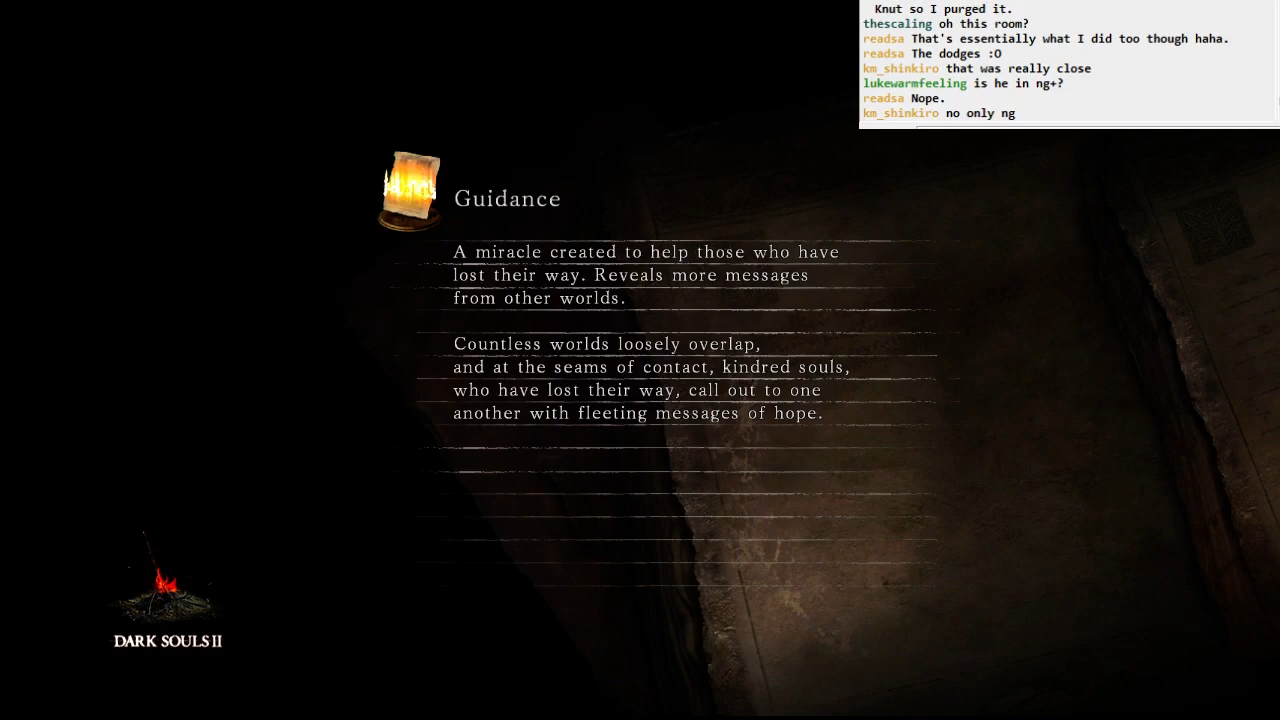 Knut so I purged it.
thescaling oh this room?
readsa That's essentially what I did too though haha.
readsa The dodges :O
km_shinkiro that was really close
lukewarmfeeling is he in ng+?
readsa Nope.
km_shinkiro no only ng
Guidance
A miracle created to help those who have
lost their way. Reveals more messages
from other worlds.
Countless worlds loosely overlap,
and at the seams of contact, kindred souls,
who have lost their way, call out to one
another with fleeting messages of hope.
DARK SOULS II